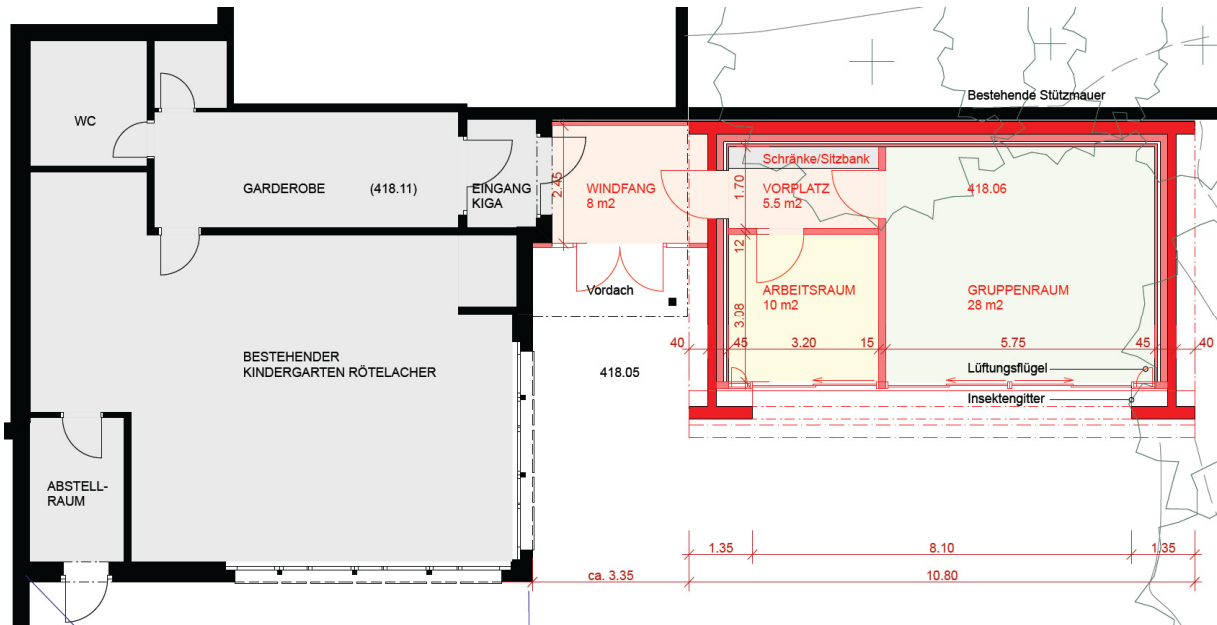 Bestehende Stützmauer
WC
GARDEROBE (418.11)
EINGANG
KIGA
2.45
WINDFANG
8 m2
Schränke/Sitzbank
1.70
VORPLATZ
5.5 m2
418.06
12
Vordach
ARBEITSRAUM
10 m2
3.08
GRUPPENRAUM
28 m2
40
45
3.20
15
5.75
45
40
BESTEHENDER
KINDERGARTEN RÖTELACHER
418.05
Lüftungsflügel
Insektengitter
ABSTELL-
RAUM
1.35
8.10
1.35
ca. 3.35
10.80